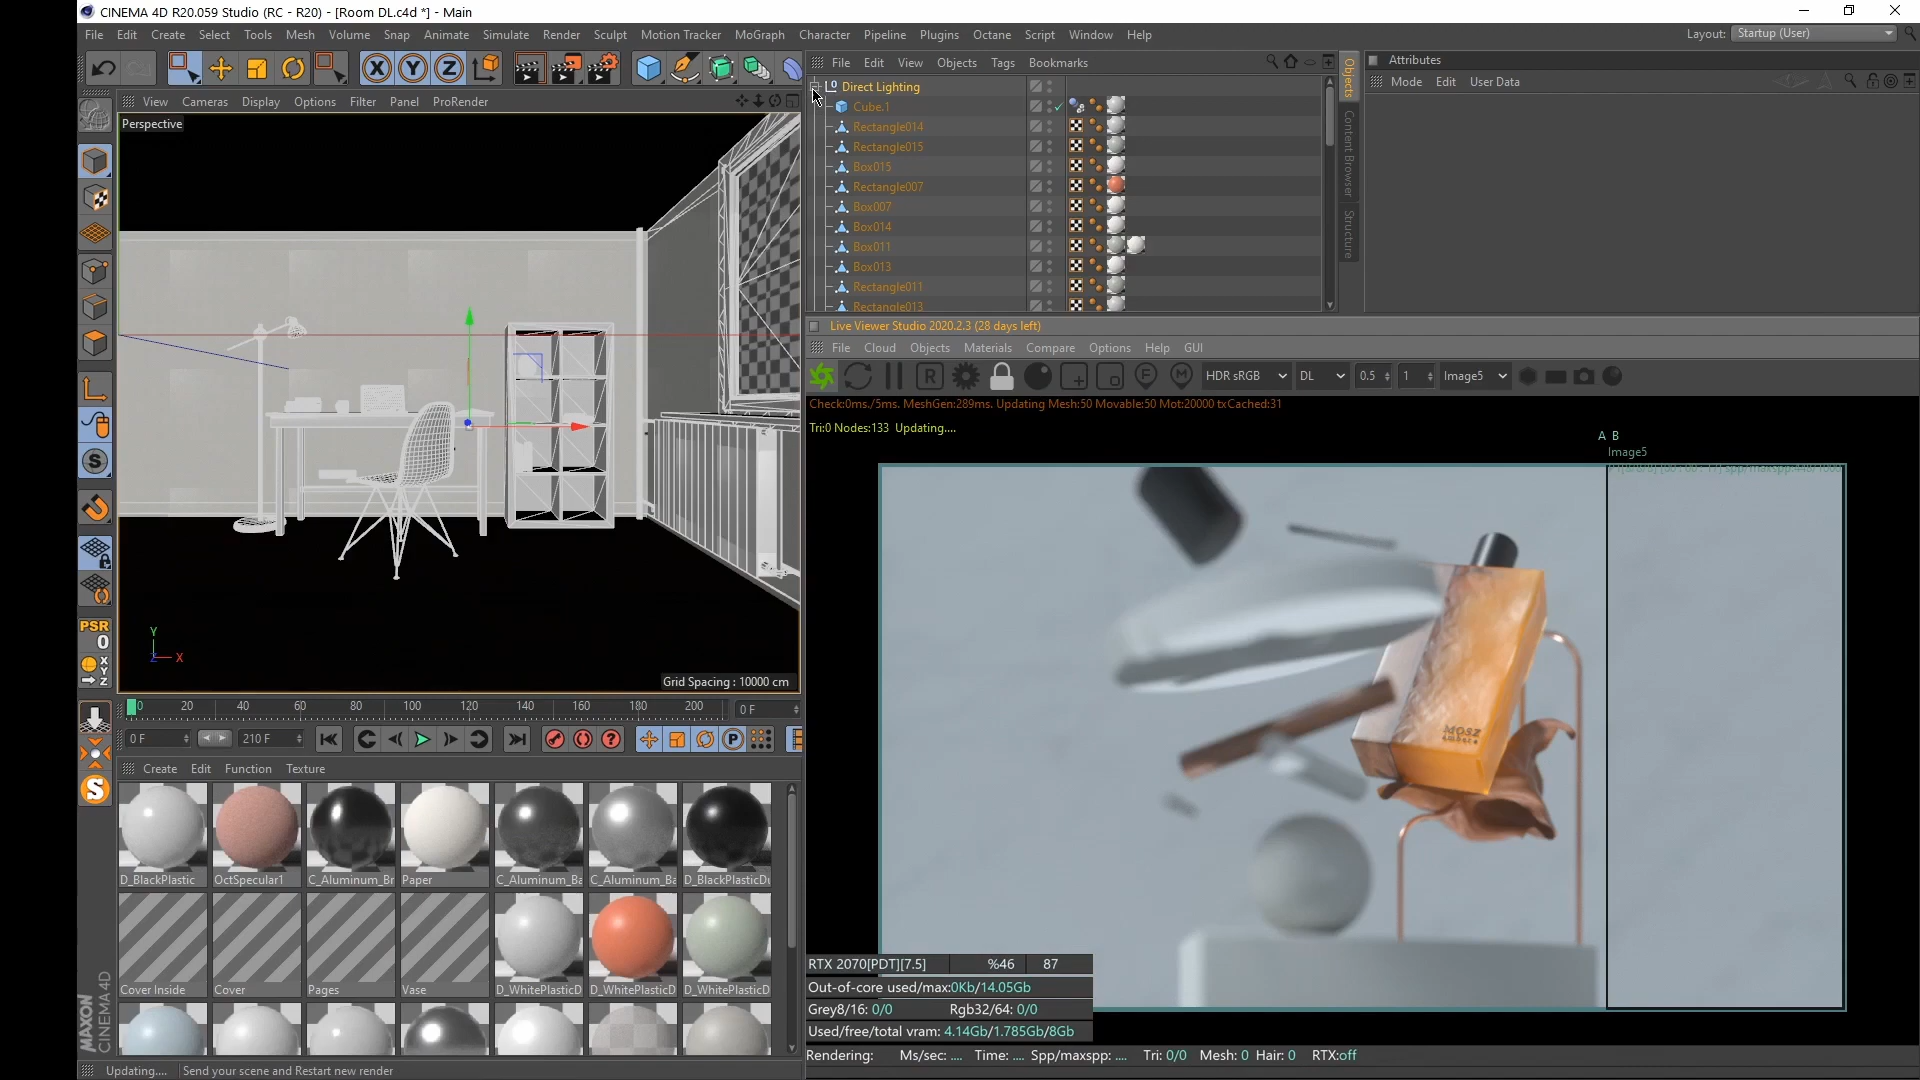 CINEMA 4D R20.059 Studio (RC - R20) - [Room DL.c4d *] - Main
File Edit Create Select Tools Mesh Volume Snap Animate Simulate Render Sculpt Motion Tracker MoGraph Character Pipeline Plugins Octane Script Window Help
Layout: Startup (User)
File Edit View Objects Tags Bookmarks
Attributes
Mode Edit User Data
View Cameras Display Options Filter Panel ProRender
Perspective
Direct Lighting
Cube.1
Rectangle014
Rectangle015
Box015
Rectangle007
Box007
Box014
Box011
Box013
Rectangle011
Rectangle013
Objects
Content Browser
Structure
Live Viewer Studio 2020.2.3 (28 days left)
File Cloud Objects Materials Compare Options Help GUI
HDR sRGB DL 0.5 1 Image5
Check:0ms./5ms. MeshGen:289ms. Updating Mesh:50 Movable:50 Mot:20000 txCached:31
Tri:0 Nodes:133 Updating....
A B
Image5
MOSZ
PSR
0
X
Y
Z
Y
Z X
Grid Spacing : 10000 cm
0 20 40 60 80 100 120 140 160 180 200
0 F
0 F 210 F
Create Edit Function Texture
D_BlackPlastic OctSpecular1 C_Aluminum_Br Paper C_Aluminum_Ba C_Aluminum_Ba D_BlackPlasticDu
Cover Inside Cover Pages Vase D_WhitePlasticD D_WhitePlasticD D_WhitePlasticD
MAXON
CINEMA 4D
RTX 2070[PDT][7.5] %46 87
Out-of-core used/max:0Kb/14.05Gb
Grey8/16: 0/0 Rgb32/64: 0/0
Used/free/total vram: 4.14Gb/1.785Gb/8Gb
Rendering: Ms/sec: .... Time: .... Spp/maxspp: .... Tri: 0/0 Mesh: 0 Hair: 0 RTX:off
Updating.... Send your scene and Restart new render